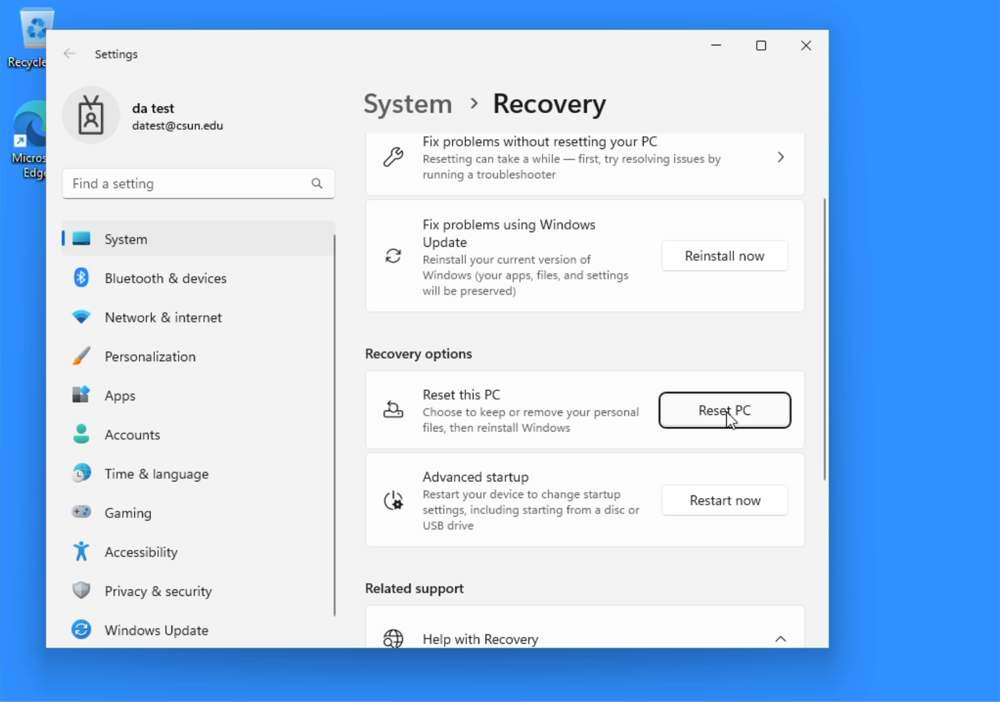 Recycle
Micros
Edge
Settings
da test
datest@csun.edu
Find a setting
System
Bluetooth & devices
Network & internet
Personalization
Apps
Accounts
Time & language
Gaming
Accessibility
Privacy & security
Windows Update
System > Recovery
Fix problems without resetting your PC
Resetting can take a while — first, try resolving issues by
running a troubleshooter
Fix problems using Windows
Update
Reinstall your current version of
Windows (your apps, files, and settings
will be preserved)
Reinstall now
Recovery options
Reset this PC
Choose to keep or remove your personal
files, then reinstall Windows
Reset PC
Advanced startup
Restart your device to change startup
settings, including starting from a disc or
USB drive
Restart now
Related support
Help with Recovery